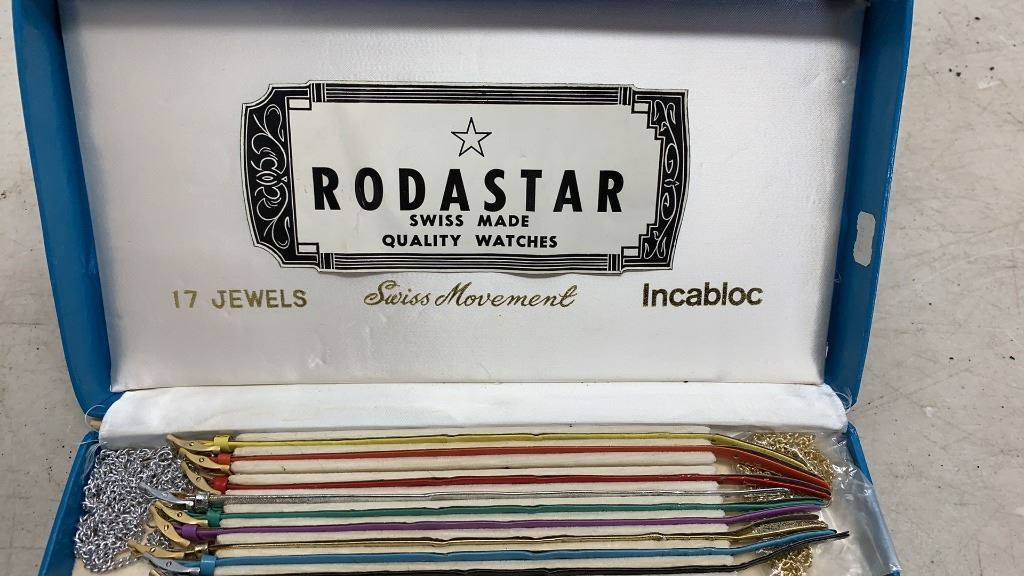 RODASTAR
SWISS MADE
QUALITY WATCHES
17 JEWELS Swiss Movement Incabloc